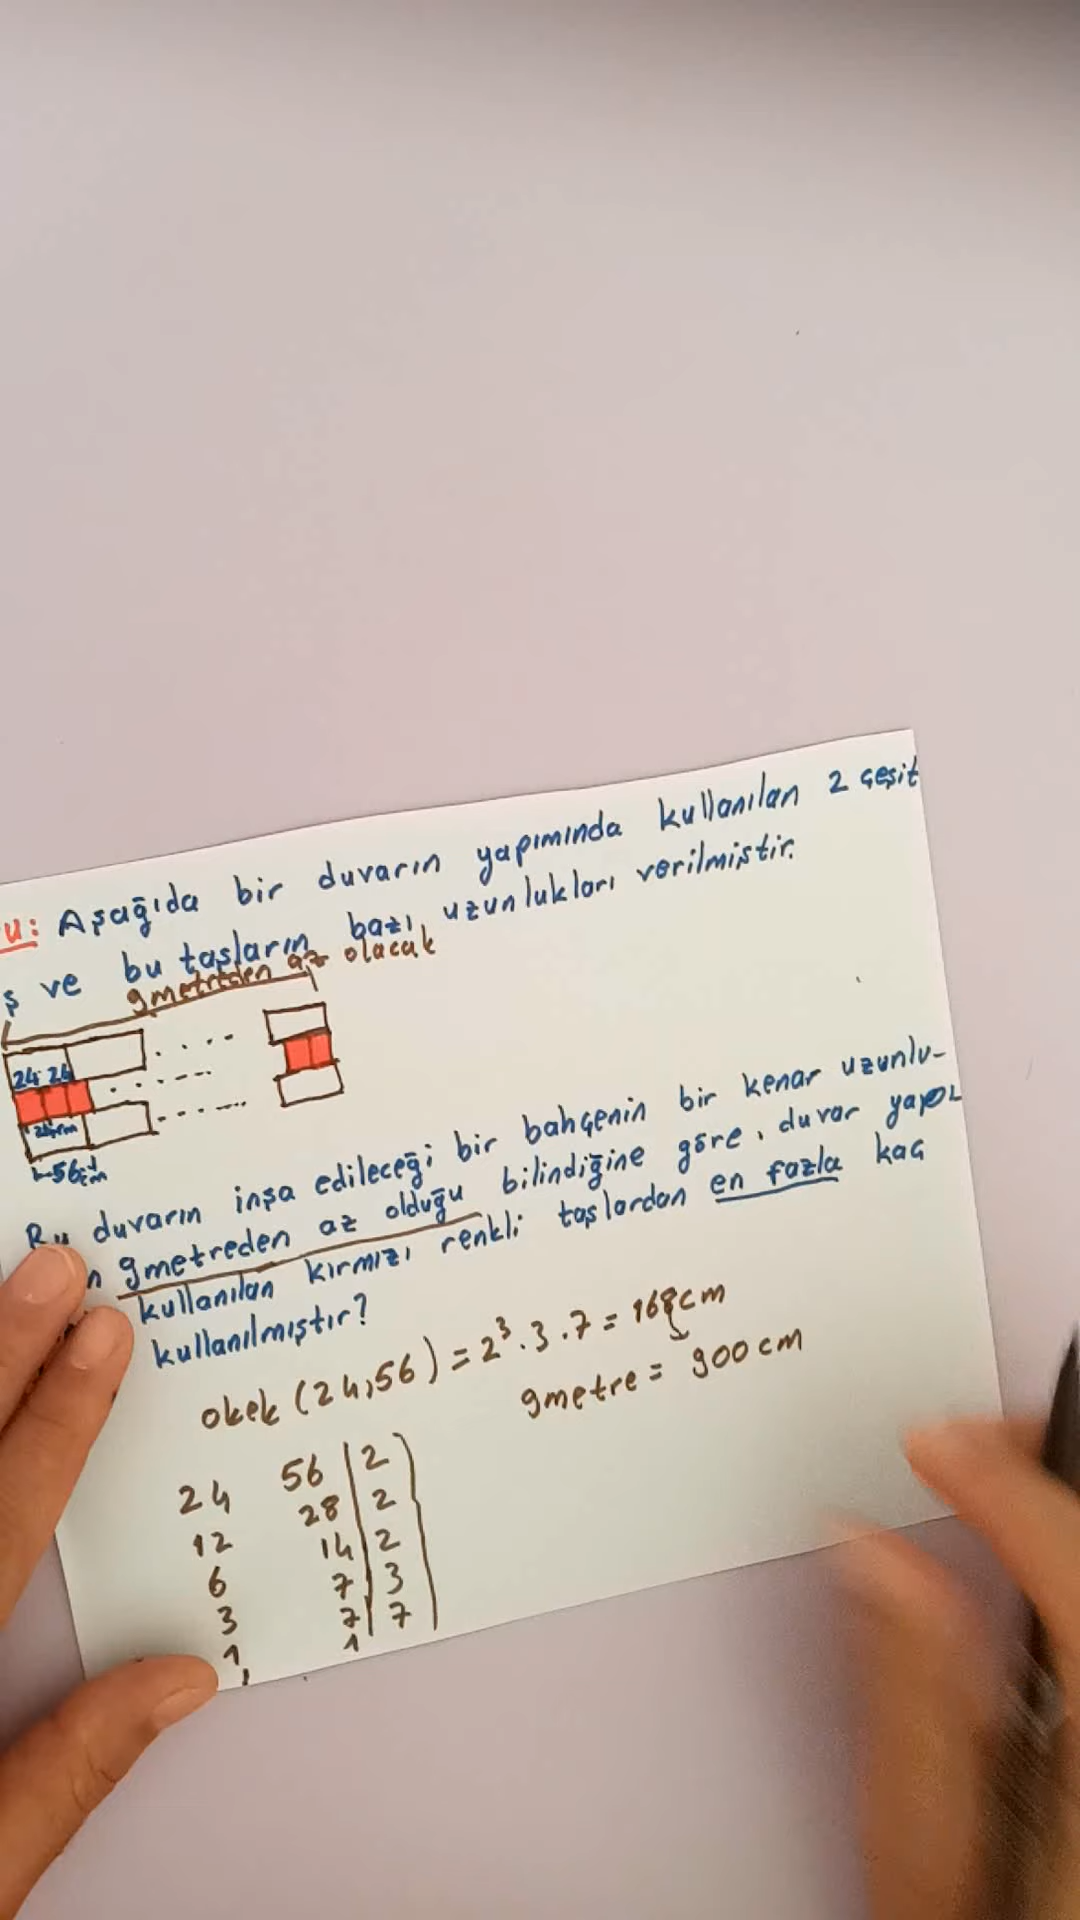 u: Aşağıda bir duvarın yapımında kullanılan 2 çeşit
ş ve bu taşların bazı uzunlukları verilmiştir.
9metreden az olacak
24 24
24cm
56cm
Bu duvarın inşa edileceği bir bahçenin bir kenar uzunlu-
n 9metreden az olduğu bilindiğine göre, duvar yapı
kullanılan kırmızı renkli taşlardan en fazla kaç
kullanılmıştır?
okek (24,56) = 2³.3.7 = 168cm
9metre = 900cm
24 56 | 2
12 28 | 2
6 14 | 2
3 7 | 3
1 7 | 7
1